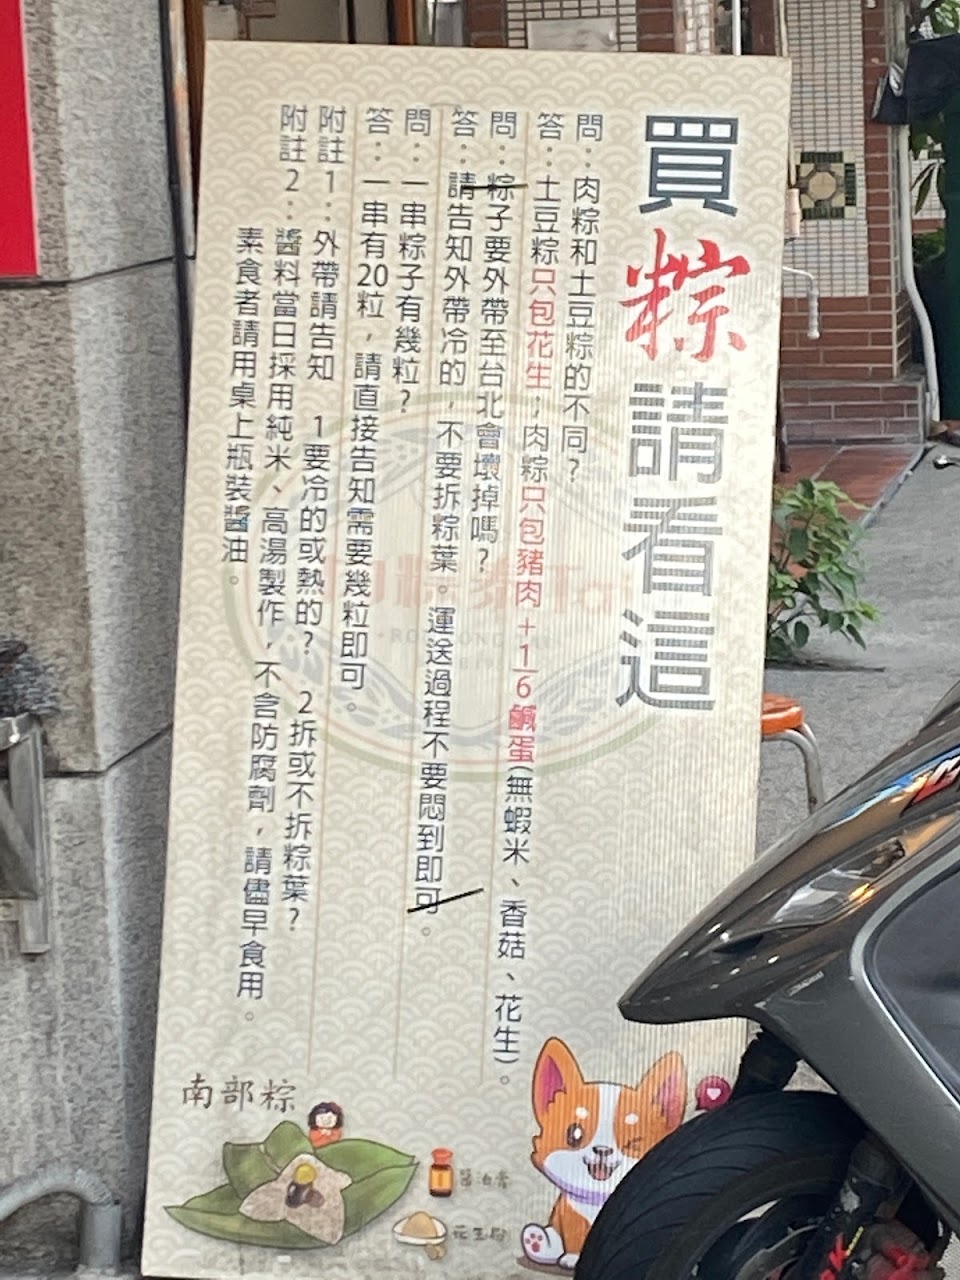 買粽請看這
問：肉粽和土豆粽的不同？
答：土豆粽只包花生；肉粽只包豬肉+1/6鹹蛋(無蝦米、香菇、花生)。
問：粽子要外帶至台北會壞掉嗎？
答：請告知外帶冷的，不要拆粽葉。運送過程不要悶到即可。
問：一串粽子有幾粒？
答：一串有20粒，請直接告知需要幾粒即可。
附註1：外帶請告知 1要冷的或熱的？ 2拆或不拆粽葉？
附註2：醬料當日採用純米、高湯製作，不含防腐劑，請儘早食用。
素食者請用桌上瓶裝醬油。
南部粽
醬油膏
花生粉